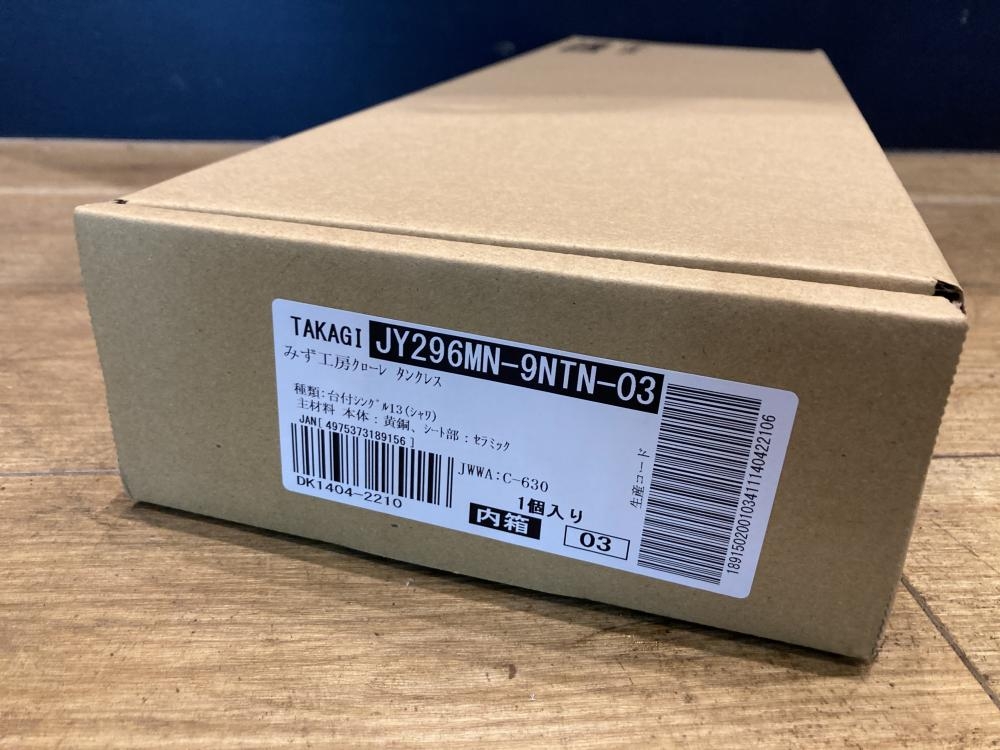 TAKAGI JY296MN-9NTN-03
みず工房クローレ タンクレス
種類:台付シングル13(シャワ)
主材料 本体:黄銅、シート部:セラミック
JAN[ 4975373189156 ]
JWWA:C-630
DK1404-2210
1個入り
内箱
03
生産コード
18915020010341114042​2106